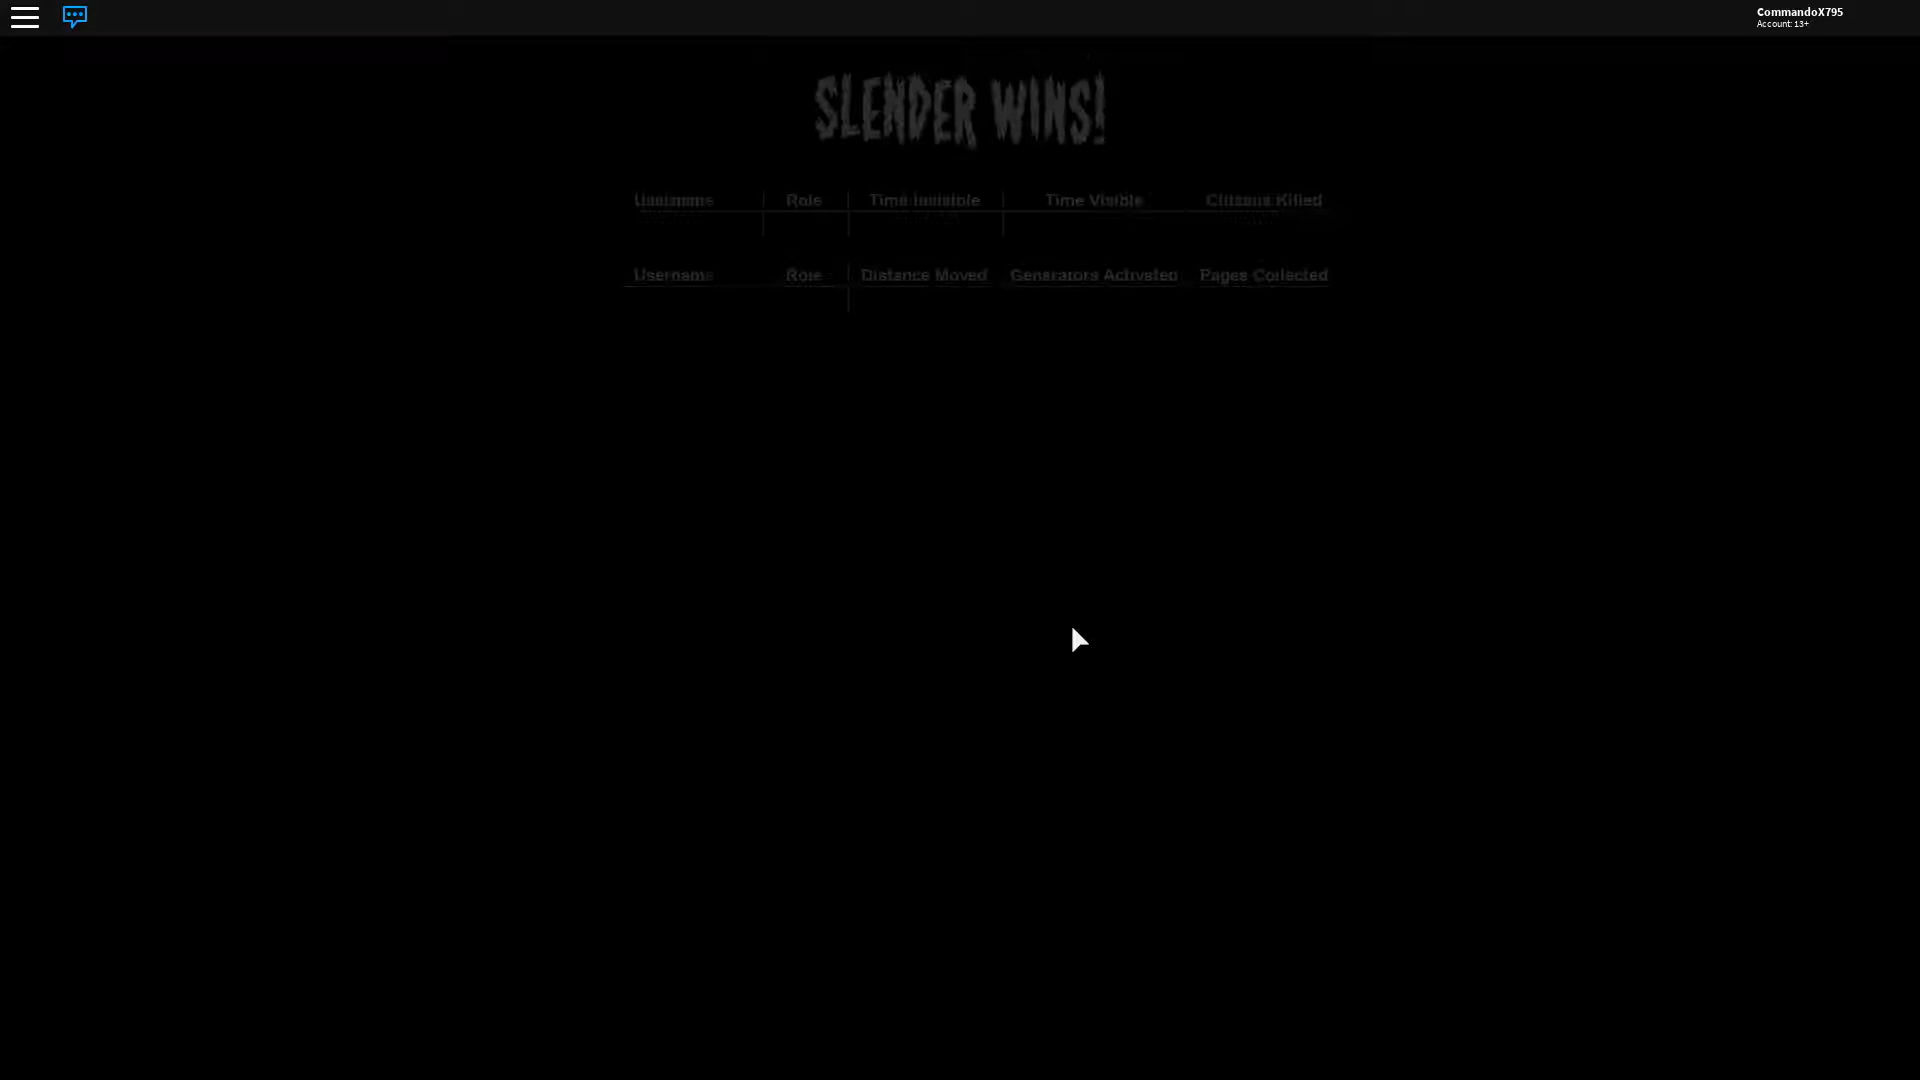 CommandoX795
Account: 13+
SLENDER WINS!
Username Role Time Invisible Time Visible Citizens Killed
Username Role Distance Moved Generators Activated Pages Collected